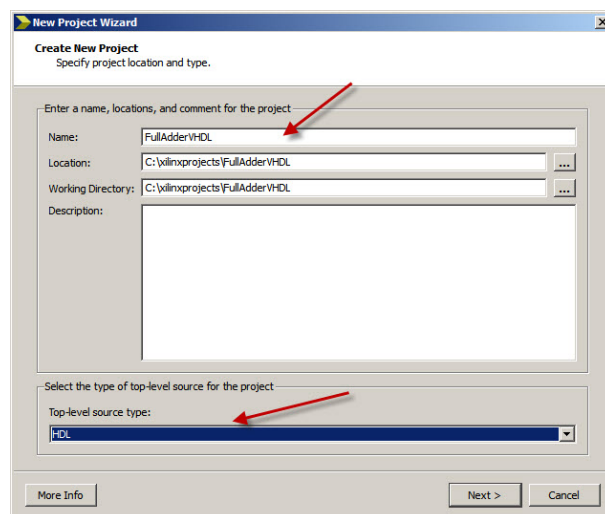 New Project Wizard
Create New Project
Specify project location and type.
Enter a name, locations, and comment for the project
Name: FullAdderVHDL
Location: C:\xilinxprojects\FullAdderVHDL ...
Working Directory: C:\xilinxprojects\FullAdderVHDL ...
Description:
Select the type of top-level source for the project
Top-level source type:
HDL
More Info Next > Cancel